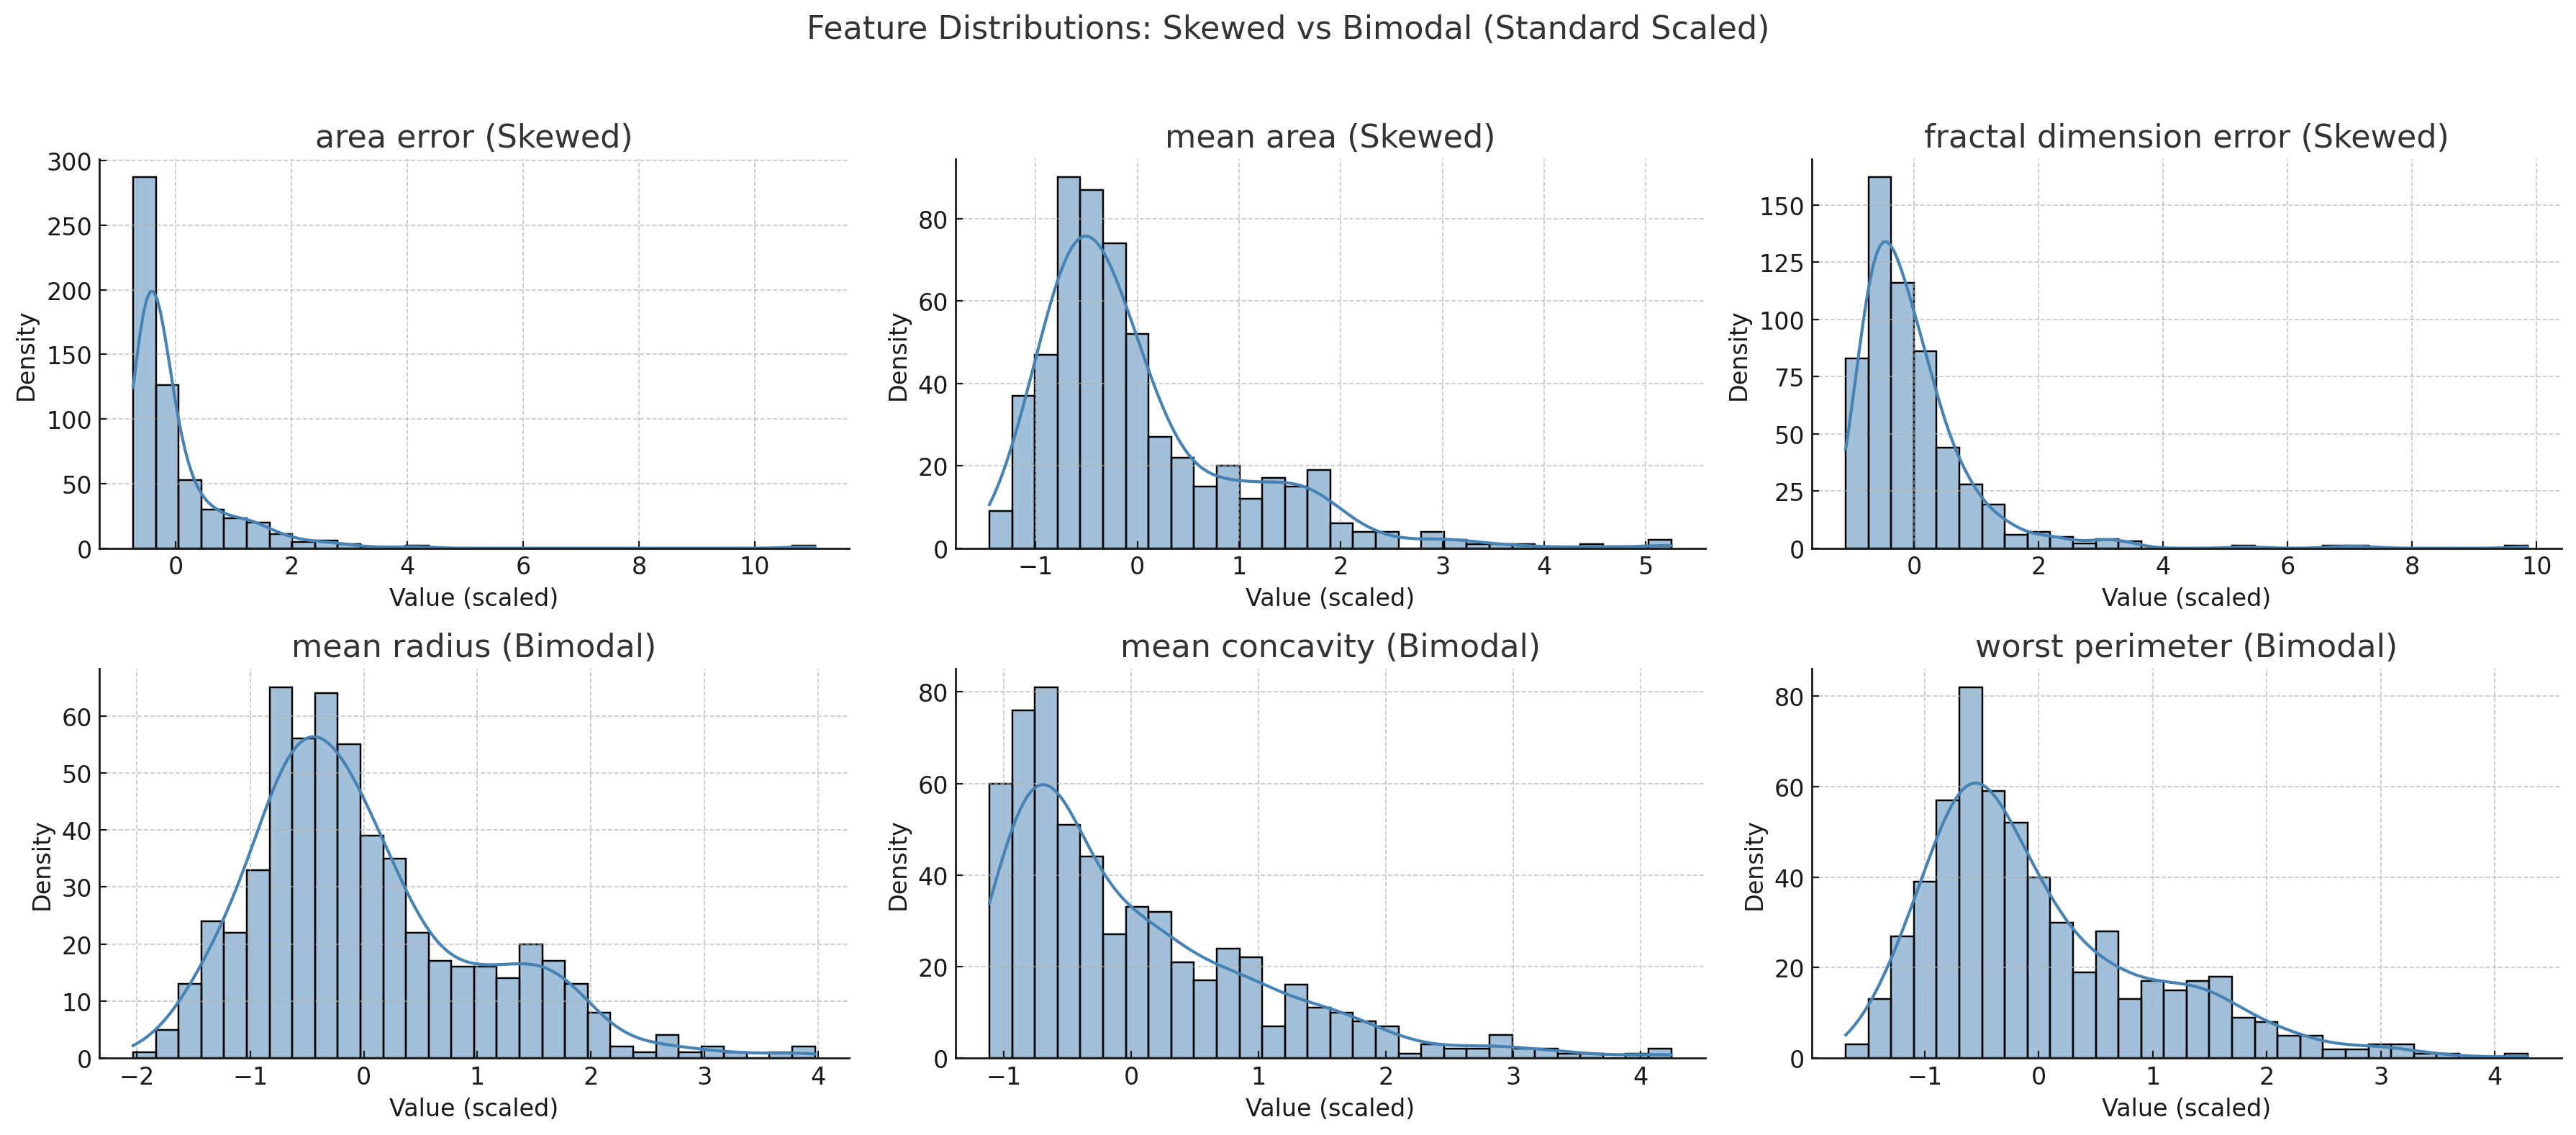 Feature Distributions: Skewed vs Bimodal (Standard Scaled)
area error (Skewed)
300
250
200
150
100
50
0
Density
0 2 4 6 8 10
Value (scaled)
mean area (Skewed)
80
60
40
20
0
Density
−1 0 1 2 3 4 5
Value (scaled)
fractal dimension error (Skewed)
150
125
100
75
50
25
0
Density
0 2 4 6 8 10
Value (scaled)
mean radius (Bimodal)
60
50
40
30
20
10
0
Density
−2 −1 0 1 2 3 4
Value (scaled)
mean concavity (Bimodal)
80
60
40
20
0
Density
−1 0 1 2 3 4
Value (scaled)
worst perimeter (Bimodal)
80
60
40
20
0
Density
−1 0 1 2 3 4
Value (scaled)